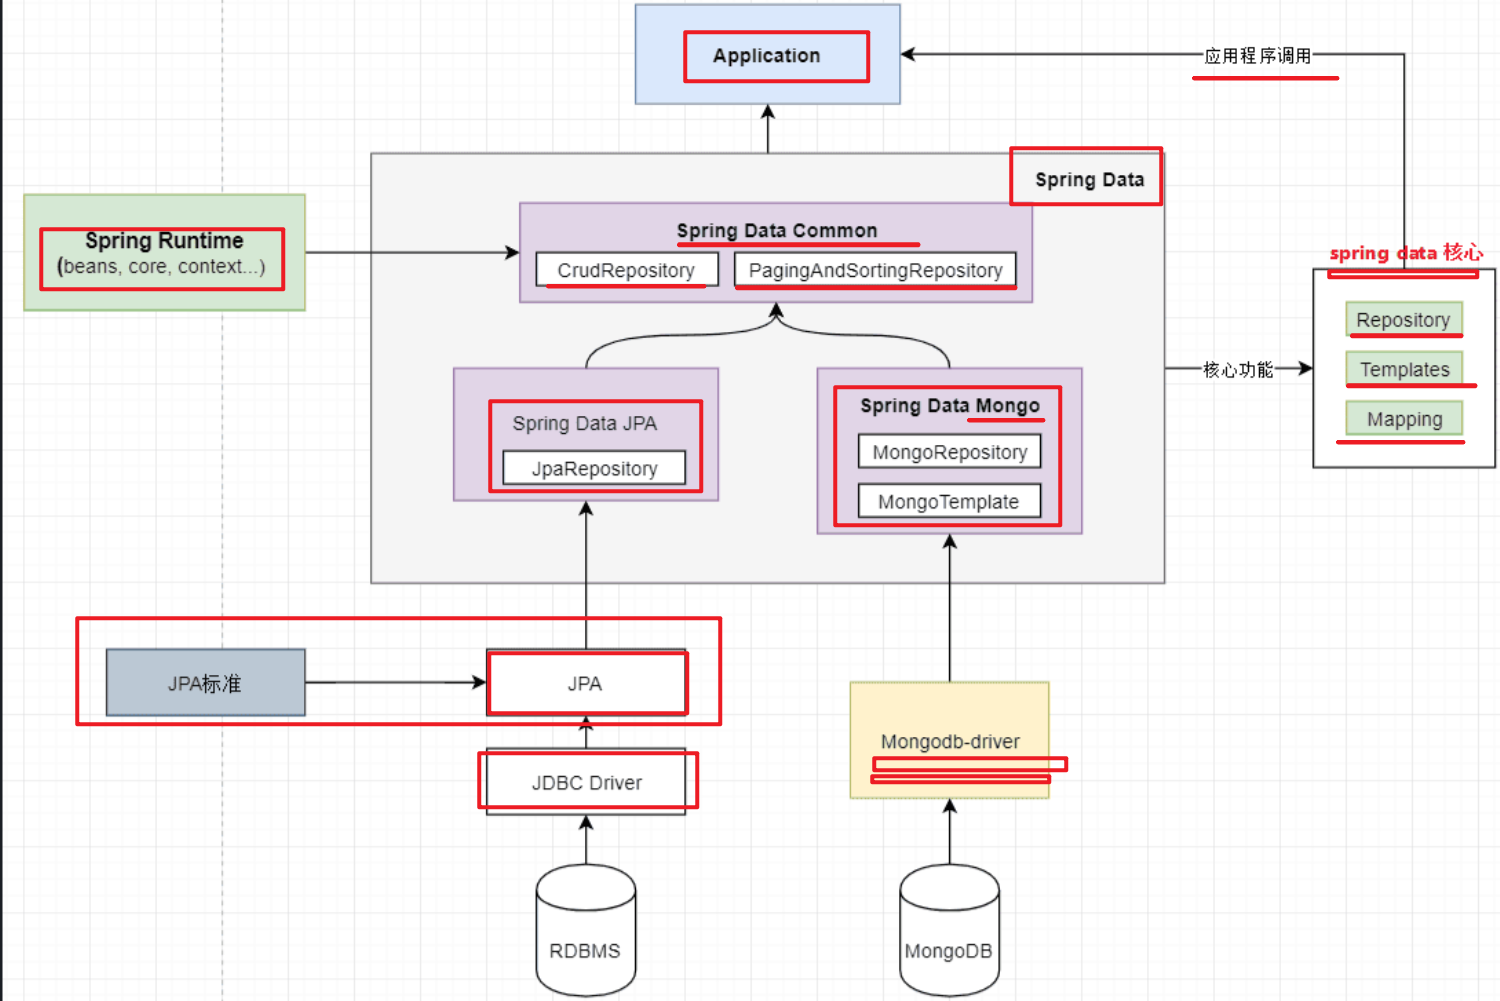 Application
应用程序调用
Spring Data
Spring Runtime
(beans, core, context...)
Spring Data Common
CrudRepository
PagingAndSortingRepository
spring data 核心
Repository
Templates
Mapping
核心功能
Spring Data JPA
JpaRepository
Spring Data Mongo
MongoRepository
MongoTemplate
JPA标准
JPA
Mongodb-driver
JDBC Driver
RDBMS
MongoDB